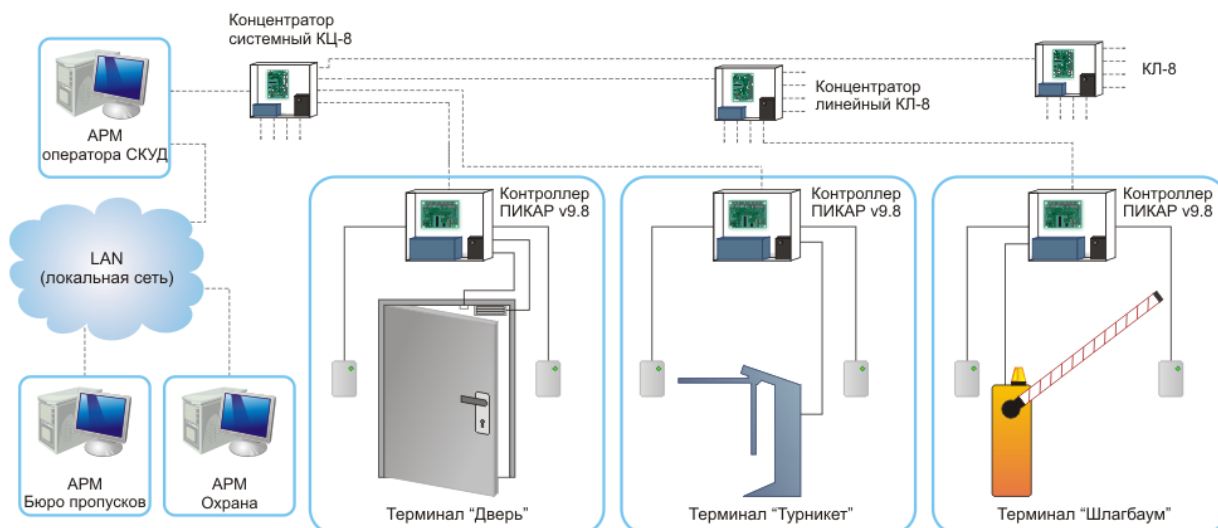 Концентратор
системный КЦ-8
АРМ
оператора СКУД
Концентратор
линейный КЛ-8
КЛ-8
LAN
(локальная сеть)
АРМ
Бюро пропусков
АРМ
Охрана
Контроллер
ПИКАР v9.8
Терминал “Дверь”
Контроллер
ПИКАР v9.8
Терминал “Турникет”
Контроллер
ПИКАР v9.8
Терминал “Шлагбаум”